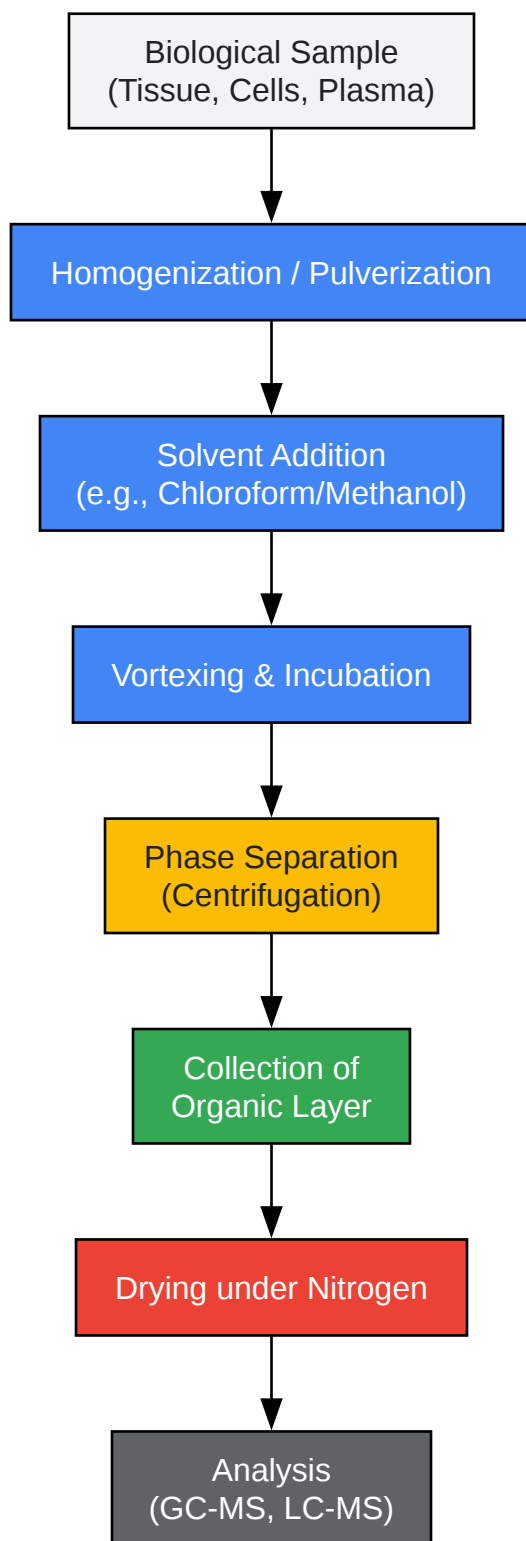 Biological Sample
(Tissue, Cells, Plasma)
Homogenization / Pulverization
Solvent Addition
(e.g., Chloroform/Methanol)
Vortexing & Incubation
Phase Separation
(Centrifugation)
Collection of
Organic Layer
Drying under Nitrogen
Analysis
(GC-MS, LC-MS)